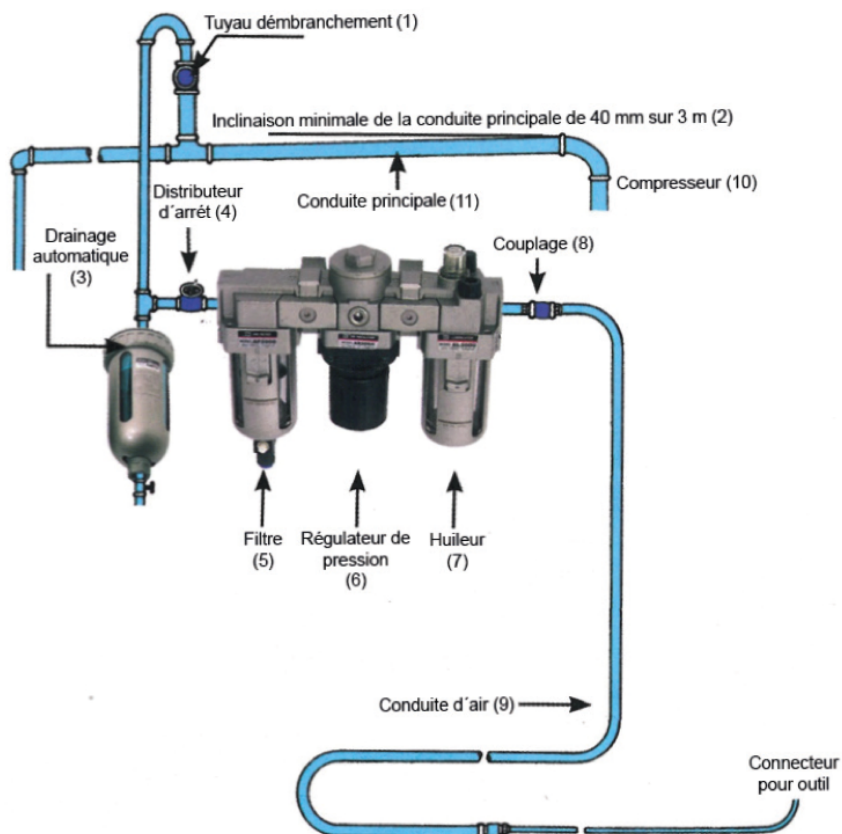 Tuyau démbranchement (1)
Inclinaison minimale de la conduite principale de 40 mm sur 3 m (2)
Distributeur
d´arrét (4)
Conduite principale (11)
Compresseur (10)
Drainage
automatique
(3)
Couplage (8)
Filtre
(5)
Régulateur de
pression
(6)
Huileur
(7)
Conduite d´air (9)
Connecteur
pour outil